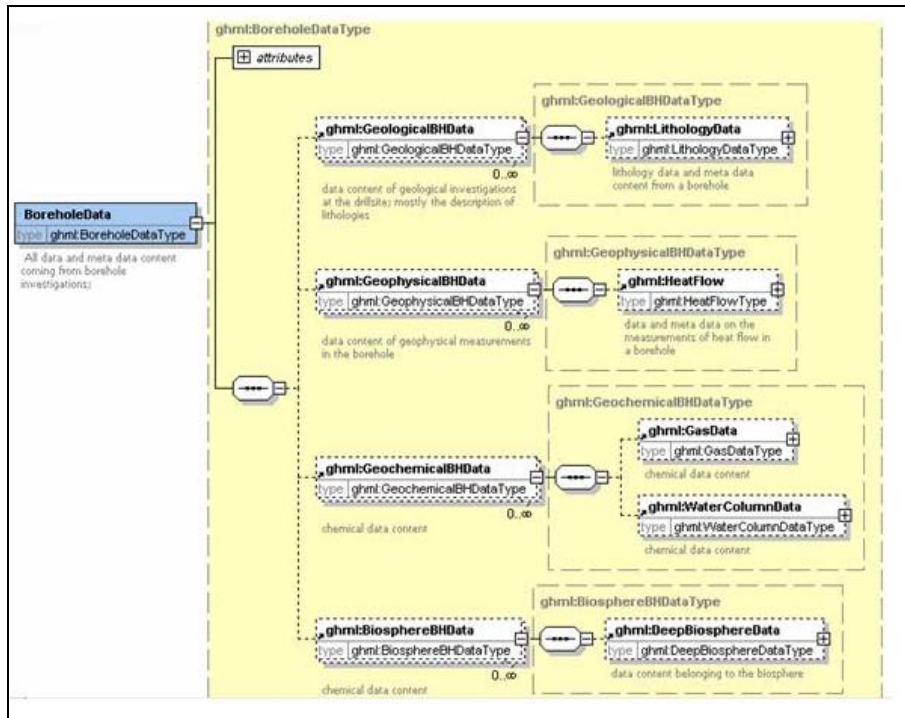 ghml:BoreholeDataType
attributes
ghml:GeologicalBHDataType
ghml:GeologicalBHData
type ghml:GeologicalBHDataType
0..∞
data content of geological investigations
at the drillsite; mostly the description of
lithologies
ghml:LithologyData
type ghml:LithologyDataType
lithology data and meta data
content from a borehole
BoreholeData
type ghml:BoreholeDataType
All data and meta data content
coming from borehole
investigations;
ghml:GeophysicalBHDataType
ghml:GeophysicalBHData
type ghml:GeophysicalBHDataType
0..∞
data content of geophysical measurements
in the borehole
ghml:HeatFlow
type ghml:HeatFlowType
data and meta data on the
measurements of heat flow in
a borehole
ghml:GeochemicalBHDataType
ghml:GeochemicalBHData
type ghml:GeochemicalBHDataType
0..∞
chemical data content
ghml:GasData
type ghml:GasDataType
chemical data content
ghml:WaterColumnData
type ghml:WaterColumnDataType
chemical data content
ghml:BiosphereBHDataType
ghml:BiosphereBHData
type ghml:BiosphereBHDataType
0..∞
chemical data content
ghml:DeepBiosphereData
type ghml:DeepBiosphereDataType
data content belonging to the biosphere